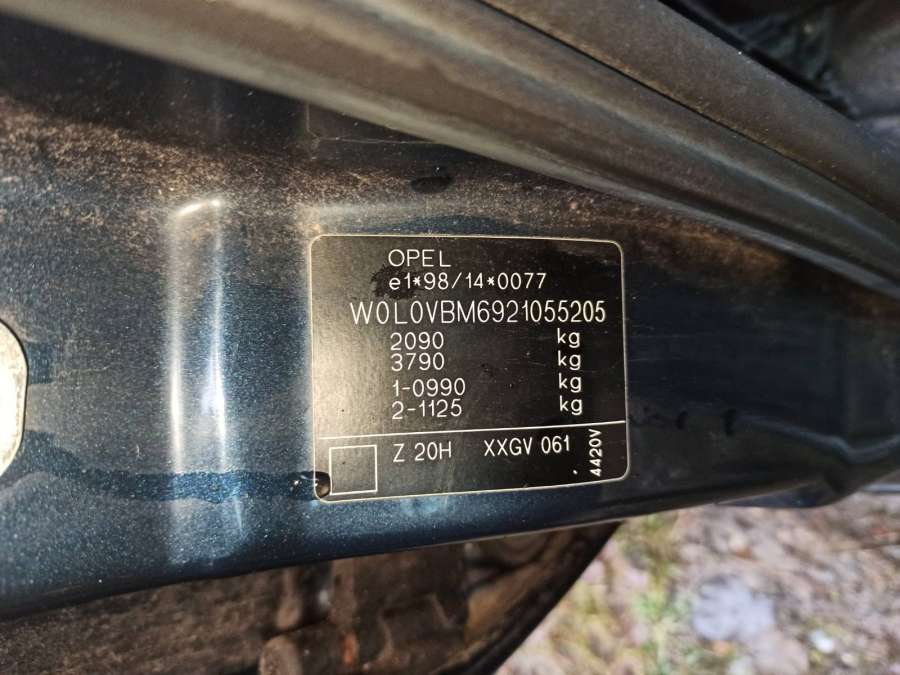 OPEL
e1*98/14*0077
W0L0VBM6921055205
2090 kg
3790 kg
1-0990 kg
2-1125 kg
Z 20H XXGV 061
4420V